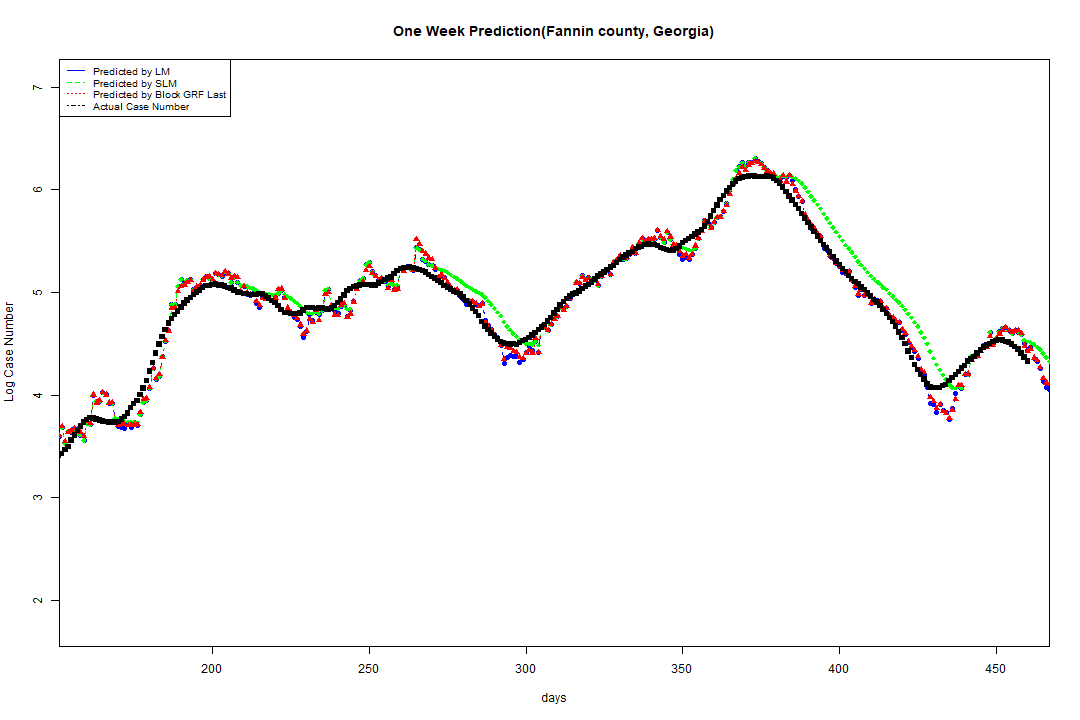 One Week Prediction(Fannin county, Georgia)
Predicted by LM
Predicted by SLM
Predicted by Block GRF Last
Actual Case Number
7
6
5
4
3
2
Log Case Number
200 250 300 350 400 450
days